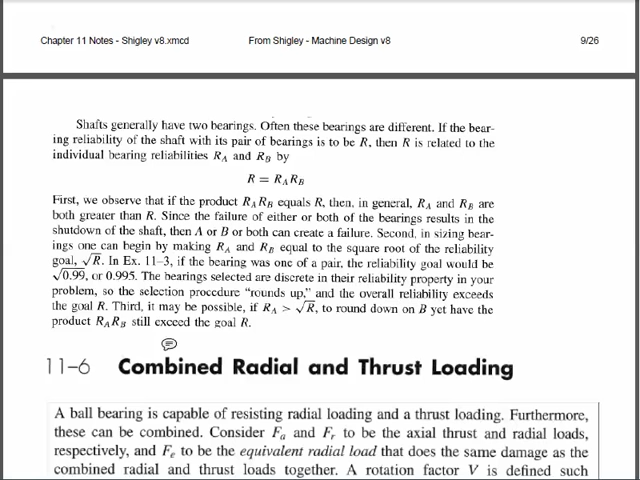 Chapter 11 Notes - Shigley v8.xmcd From Shigley - Machine Design v8 9/26
Shafts generally have two bearings. Often these bearings are different. If the bear-
ing reliability of the shaft with its pair of bearings is to be R, then R is related to the
individual bearing reliabilities R_A and R_B by
R = R_A R_B
First, we observe that if the product R_A R_B equals R, then, in general, R_A and R_B are
both greater than R. Since the failure of either or both of the bearings results in the
shutdown of the shaft, then A or B or both can create a failure. Second, in sizing bear-
ings one can begin by making R_A and R_B equal to the square root of the reliability
goal, √R. In Ex. 11–3, if the bearing was one of a pair, the reliability goal would be
√0.99, or 0.995. The bearings selected are discrete in their reliability property in your
problem, so the selection procedure “rounds up,” and the overall reliability exceeds
the goal R. Third, it may be possible, if R_A > √R, to round down on B yet have the
product R_A R_B still exceed the goal R.
11–6 Combined Radial and Thrust Loading
A ball bearing is capable of resisting radial loading and a thrust loading. Furthermore,
these can be combined. Consider F_a and F_r to be the axial thrust and radial loads,
respectively, and F_e to be the equivalent radial load that does the same damage as the
combined radial and thrust loads together. A rotation factor V is defined such